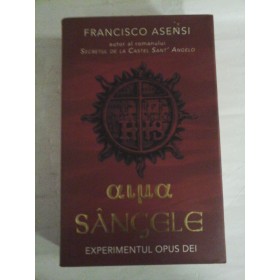 FRANCISCO ASENSI
autor al romanului
SECRETUL DE LA CASTEL SANT' ANGELO
αιμα
SÂNGELE
EXPERIMENTUL OPUS DEI